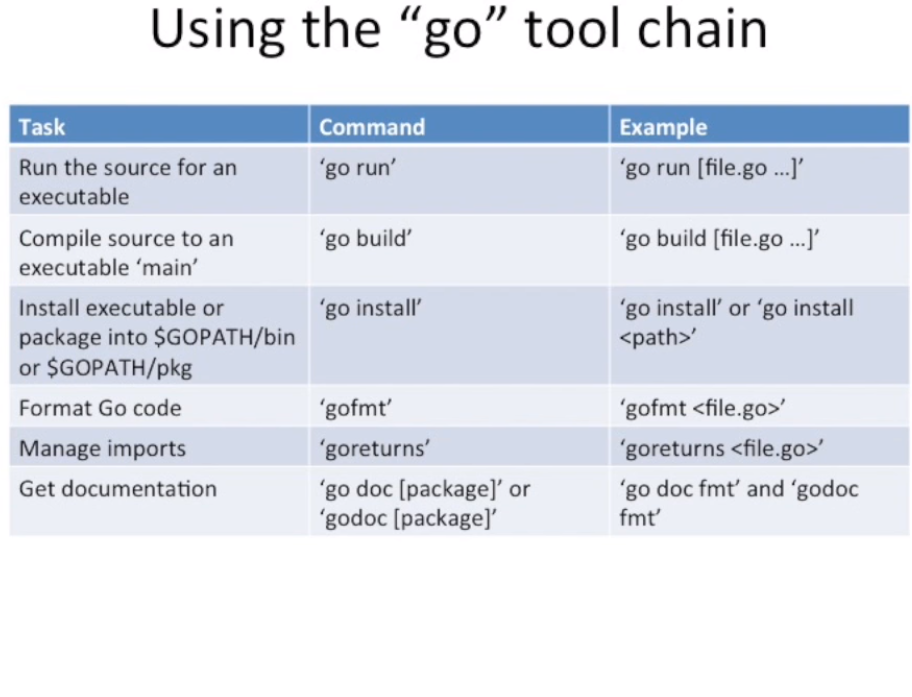 Using the “go” tool chain
Task Command Example
Run the source for an ‘go run’ ‘go run [file.go ...]’
executable
Compile source to an ‘go build’ ‘go build [file.go ...]’
executable ‘main’
Install executable or ‘go install’ ‘go install’ or ‘go install
package into $GOPATH/bin <path>’
or $GOPATH/pkg
Format Go code ‘gofmt’ ‘gofmt <file.go>’
Manage imports ‘goreturns’ ‘goreturns <file.go>’
Get documentation ‘go doc [package]’ or ‘go doc fmt’ and ‘godoc
‘godoc [package]’ fmt’